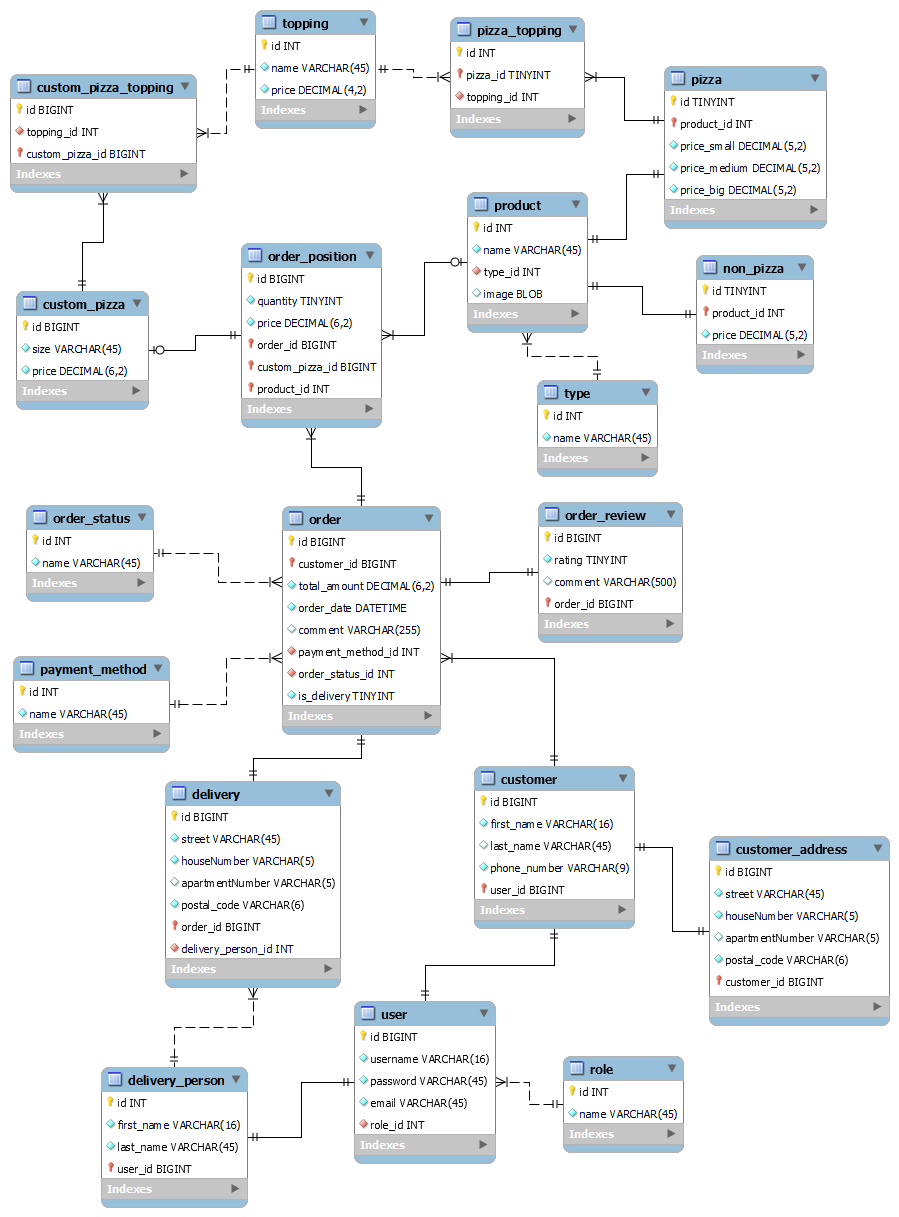 topping
id INT
name VARCHAR(45)
price DECIMAL(4,2)
Indexes
pizza_topping
id INT
pizza_id TINYINT
topping_id INT
Indexes
custom_pizza_topping
id BIGINT
topping_id INT
custom_pizza_id BIGINT
Indexes
pizza
id TINYINT
product_id INT
price_small DECIMAL(5,2)
price_medium DECIMAL(5,2)
price_big DECIMAL(5,2)
Indexes
product
id INT
name VARCHAR(45)
type_id INT
image BLOB
Indexes
order_position
id BIGINT
quantity TINYINT
price DECIMAL(6,2)
order_id BIGINT
custom_pizza_id BIGINT
product_id INT
Indexes
non_pizza
id TINYINT
product_id INT
price DECIMAL(5,2)
Indexes
custom_pizza
id BIGINT
size VARCHAR(45)
price DECIMAL(6,2)
Indexes
type
id INT
name VARCHAR(45)
Indexes
order_status
id INT
name VARCHAR(45)
Indexes
order
id BIGINT
customer_id BIGINT
total_amount DECIMAL(6,2)
order_date DATETIME
comment VARCHAR(255)
payment_method_id INT
order_status_id INT
is_delivery TINYINT
Indexes
order_review
id BIGINT
rating TINYINT
comment VARCHAR(500)
order_id BIGINT
Indexes
payment_method
id INT
name VARCHAR(45)
Indexes
delivery
id BIGINT
street VARCHAR(45)
houseNumber VARCHAR(5)
apartmentNumber VARCHAR(5)
postal_code VARCHAR(6)
order_id BIGINT
delivery_person_id INT
Indexes
customer
id BIGINT
first_name VARCHAR(16)
last_name VARCHAR(45)
phone_number VARCHAR(9)
user_id BIGINT
Indexes
customer_address
id BIGINT
street VARCHAR(45)
houseNumber VARCHAR(5)
apartmentNumber VARCHAR(5)
postal_code VARCHAR(6)
customer_id BIGINT
Indexes
user
id BIGINT
username VARCHAR(16)
password VARCHAR(45)
email VARCHAR(45)
role_id INT
Indexes
role
id INT
name VARCHAR(45)
Indexes
delivery_person
id INT
first_name VARCHAR(16)
last_name VARCHAR(45)
user_id BIGINT
Indexes